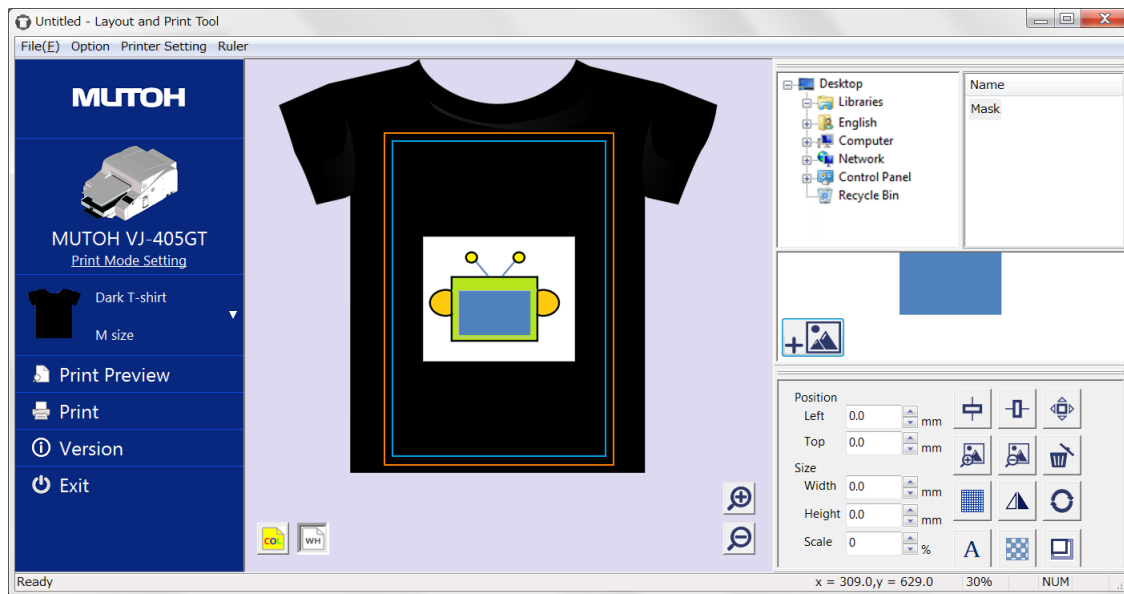 Untitled - Layout and Print Tool
File(F) Option Printer Setting Ruler
MUTOH
MUTOH VJ-405GT
Print Mode Setting
Dark T-shirt
M size
Print Preview
Print
Version
Exit
COL
WH
Desktop
Libraries
English
Computer
Network
Control Panel
Recycle Bin
Name
Mask
Position
Left 0.0 mm
Top 0.0 mm
Size
Width 0.0 mm
Height 0.0 mm
Scale 0 %
A
Ready
x = 309.0,y = 629.0 30% NUM